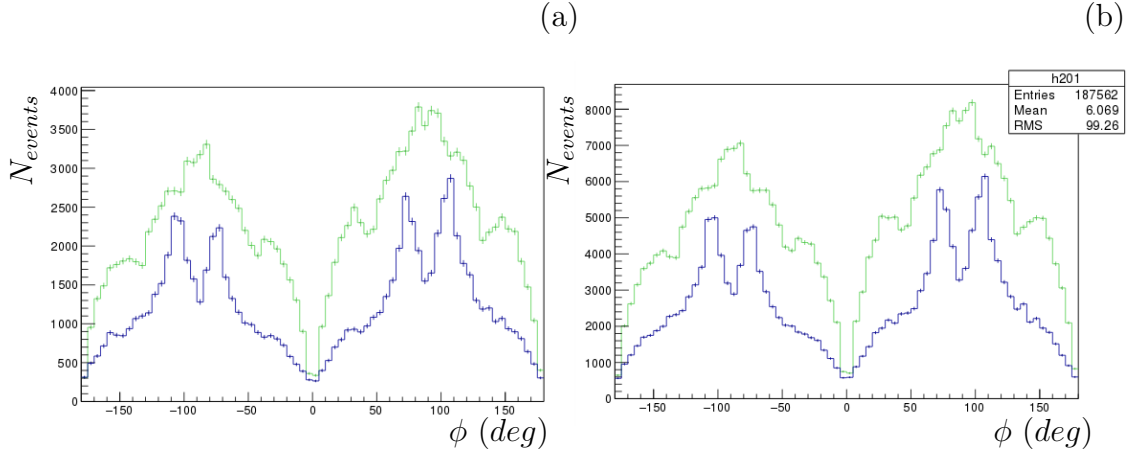 (a)
(b)
N_events
4000
3500
3000
2500
2000
1500
1000
500
0
−150 −100 −50 0 50 100 150
ϕ (deg)
N_events
8000
7000
6000
5000
4000
3000
2000
1000
0
−150 −100 −50 0 50 100 150
ϕ (deg)
h201
Entries 187562
Mean 6.069
RMS 99.26